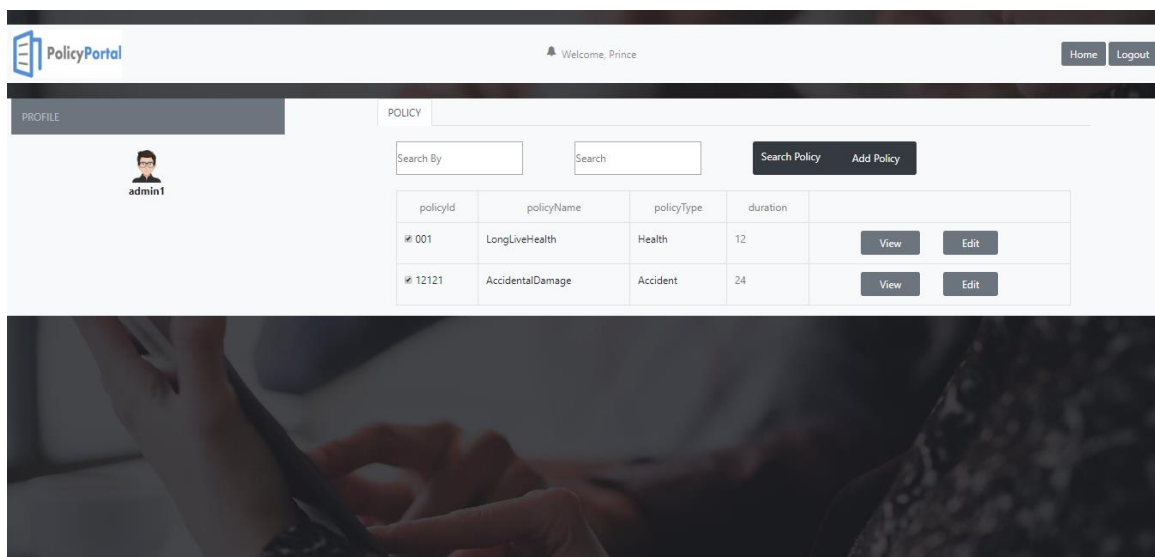 PolicyPortal
Welcome, Prince
Home Logout
PROFILE
admin1
POLICY
Search By Search Search Policy Add Policy
policyId policyName policyType duration
001 LongLiveHealth Health 12 View Edit
12121 AccidentalDamage Accident 24 View Edit